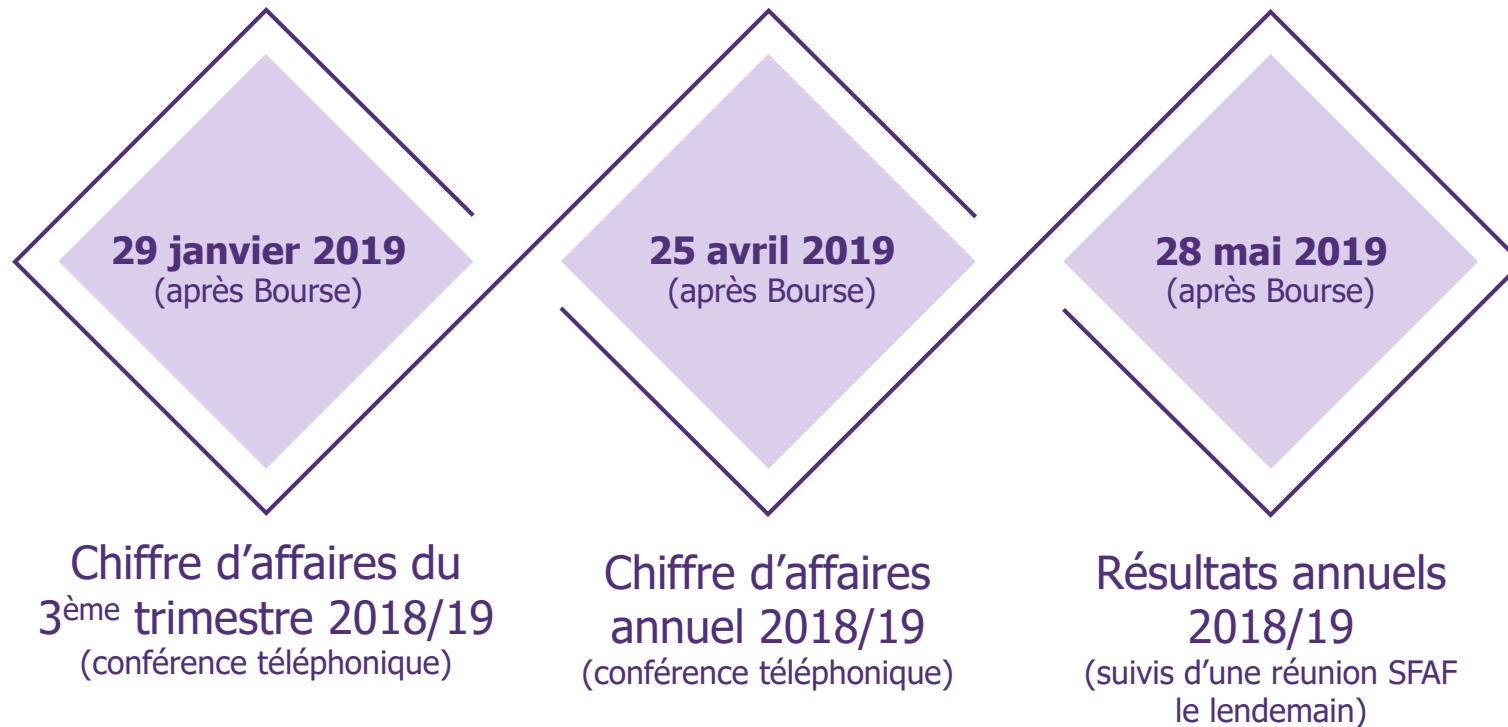 29 janvier 2019
(après Bourse)
Chiffre d’affaires du
3ème trimestre 2018/19
(conférence téléphonique)
25 avril 2019
(après Bourse)
Chiffre d’affaires
annuel 2018/19
(conférence téléphonique)
28 mai 2019
(après Bourse)
Résultats annuels
2018/19
(suivis d’une réunion SFAF
le lendemain)